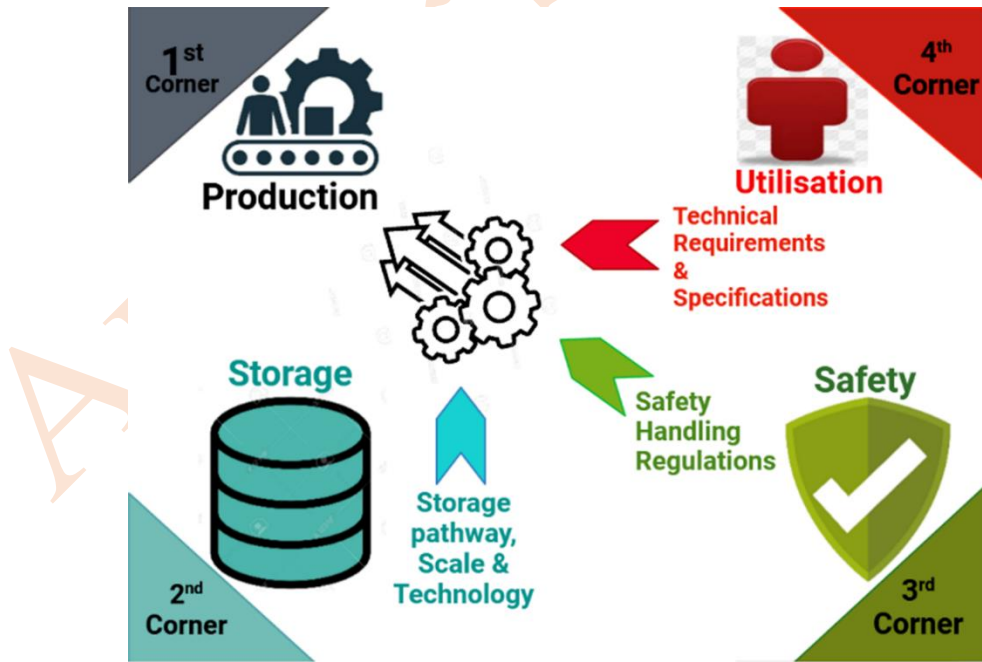 1st
Corner
Production
4th
Corner
Utilisation
Technical
Requirements
&
Specifications
Storage
Storage
pathway,
Scale &
Technology
2nd
Corner
Safety
Safety
Handling
Regulations
3rd
Corner